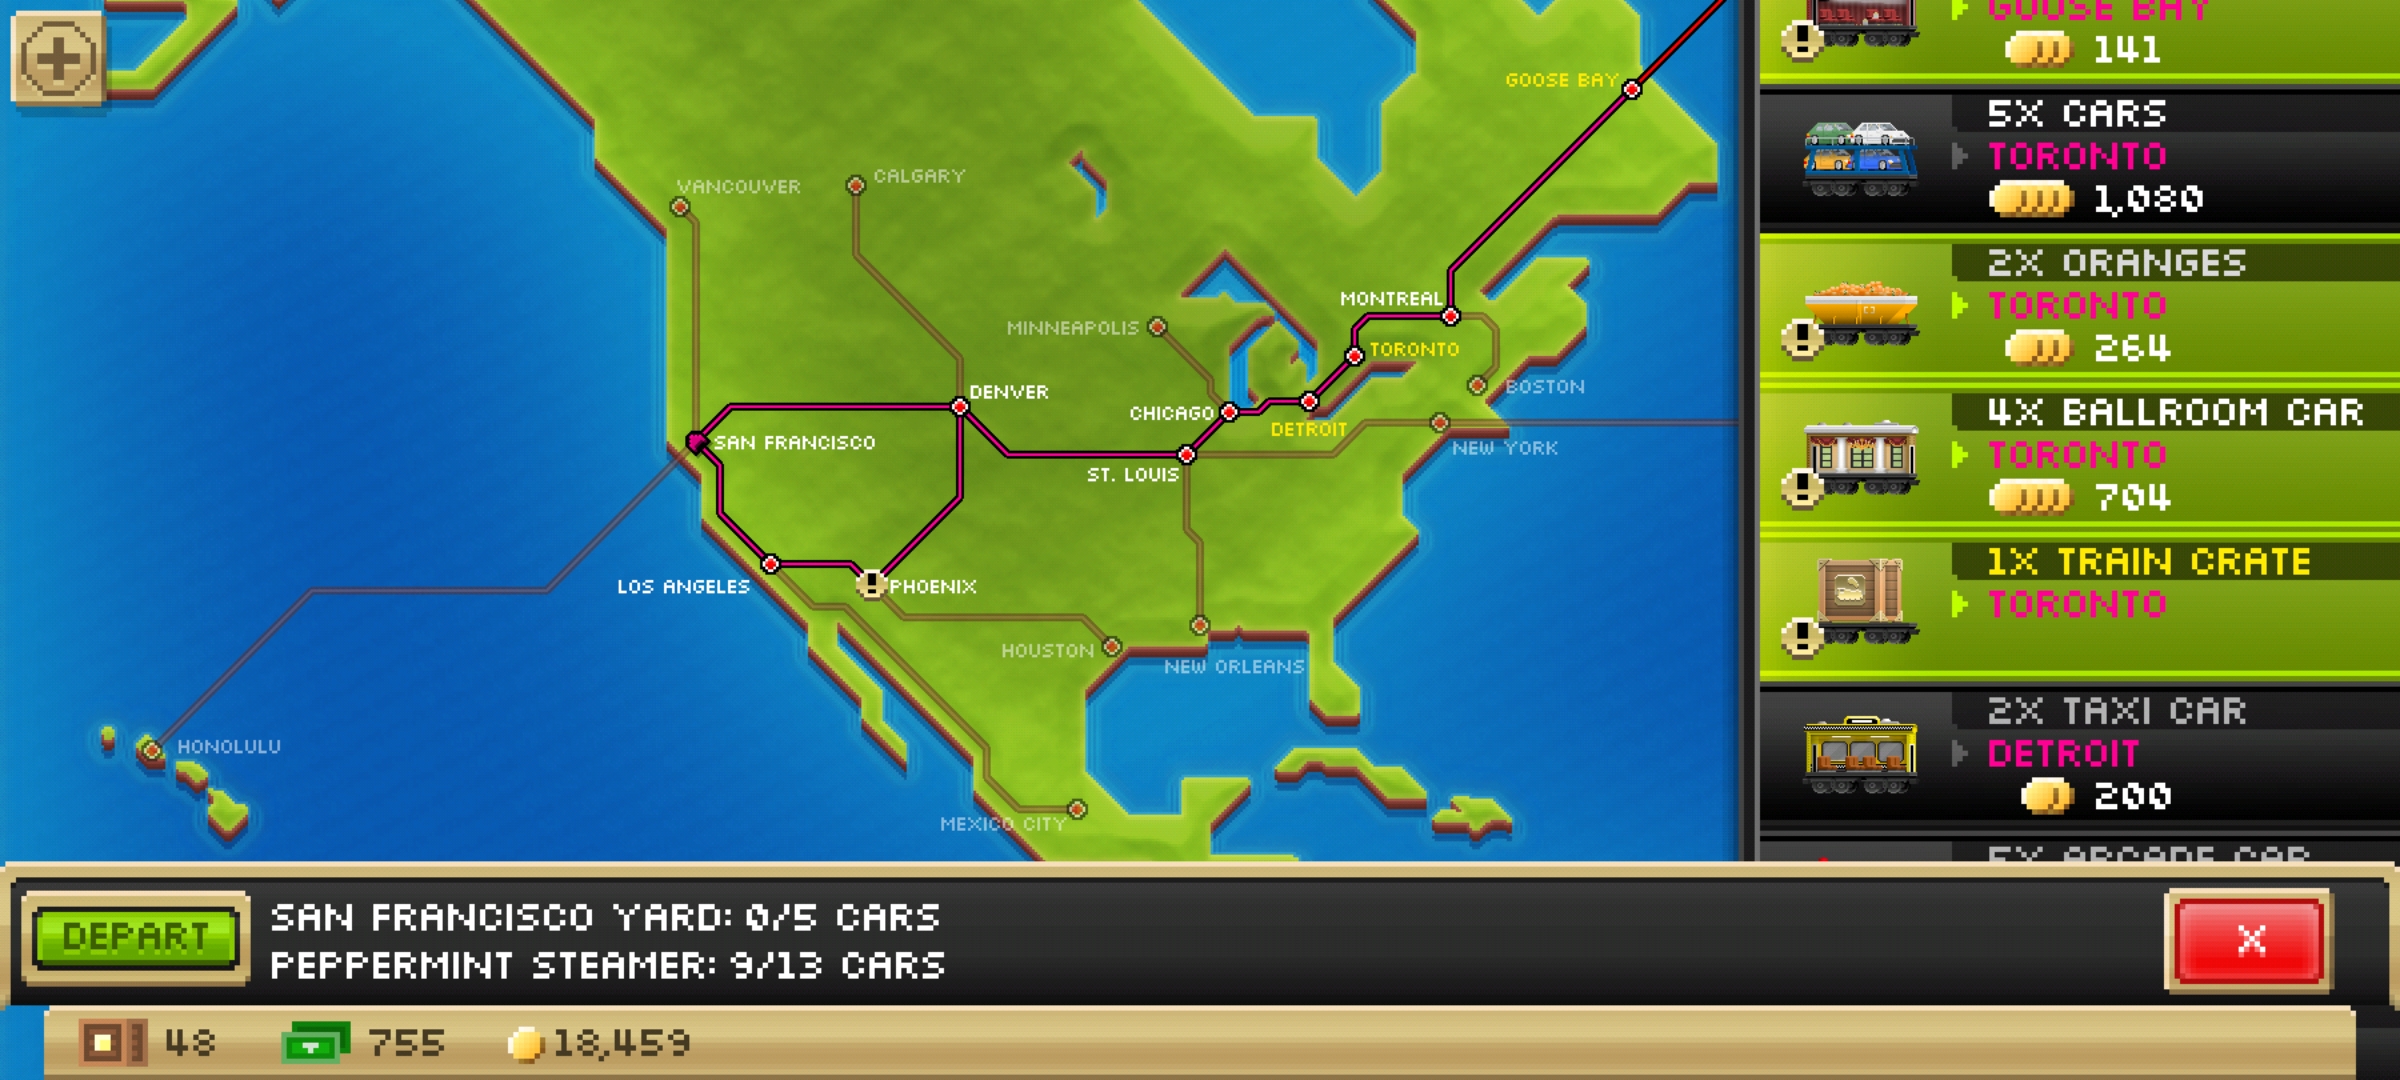 GOOSE BAY
141
5X CARS
TORONTO
1,080
2X ORANGES
TORONTO
264
4X BALLROOM CAR
TORONTO
704
1X TRAIN CRATE
TORONTO
2X TAXI CAR
DETROIT
200
5X ARCADE CAR
GOOSE BAY
VANCOUVER
CALGARY
MONTREAL
MINNEAPOLIS
TORONTO
BOSTON
DENVER
CHICAGO
DETROIT
SAN FRANCISCO
NEW YORK
ST. LOUIS
LOS ANGELES
PHOENIX
HOUSTON
NEW ORLEANS
HONOLULU
MEXICO CITY
DEPART
SAN FRANCISCO YARD: 0/5 CARS
PEPPERMINT STEAMER: 9/13 CARS
X
48
755
18,459